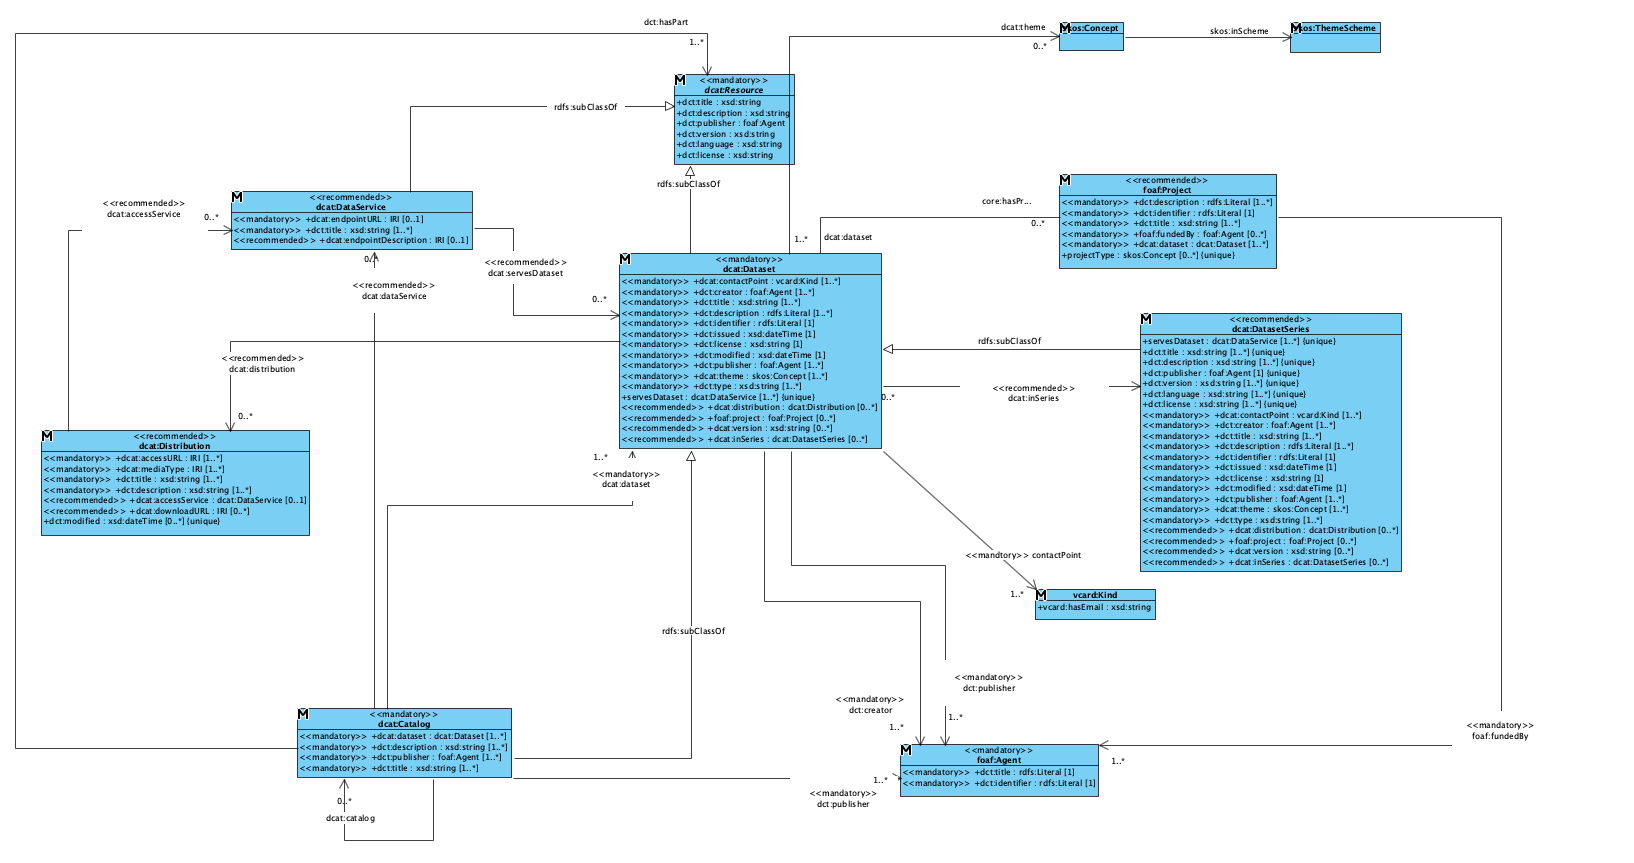 dct:hasPart
1..*
dcat:theme
0..*
skos:Concept
skos:inScheme
skos:ThemeScheme
<<mandatory>>
dcat:Resource
+dct:title : xsd:string
+dct:description : xsd:string
+dct:publisher : foaf:Agent
+dct:version : xsd:string
+dct:language : xsd:string
+dct:license : xsd:string
rdfs:subClassOf
rdfs:subClassOf
<<recommended>>
dcat:accessService
0..*
<<recommended>>
dcat:DataService
<<mandatory>> +dcat:endpointURL : IRI [0..1]
<<mandatory>> +dct:title : xsd:string [1..*]
<<recommended>> +dcat:endpointDescription : IRI [0..1]
0..*
<<recommended>>
dcat:dataService
<<recommended>>
dcat:servesDataset
0..*
core:hasPr...
0..*
1..*
dcat:dataset
<<recommended>>
foaf:Project
<<mandatory>> +dct:description : rdfs:Literal [1..*]
<<mandatory>> +dct:identifier : rdfs:Literal [1]
<<mandatory>> +dct:title : xsd:string [1..*]
<<mandatory>> +foaf:fundedBy : foaf:Agent [0..*]
<<mandatory>> +dcat:dataset : dcat:Dataset [1..*]
+projectType : skos:Concept [0..*] {unique}
<<mandatory>>
dcat:Dataset
<<mandatory>> +dcat:contactPoint : vcard:Kind [1..*]
<<mandatory>> +dct:creator : foaf:Agent [1..*]
<<mandatory>> +dct:title : xsd:string [1..*]
<<mandatory>> +dct:description : rdfs:Literal [1..*]
<<mandatory>> +dct:identifier : rdfs:Literal [1]
<<mandatory>> +dct:issued : xsd:dateTime [1]
<<mandatory>> +dct:license : xsd:string [1]
<<mandatory>> +dct:modified : xsd:dateTime [1]
<<mandatory>> +dct:publisher : foaf:Agent [1..*]
<<mandatory>> +dcat:theme : skos:Concept [1..*]
<<mandatory>> +dct:type : xsd:string [1..*]
+servesDataset : dcat:DataService [1..*] {unique}
<<recommended>> +dcat:distribution : dcat:Distribution [0..*]
<<recommended>> +foaf:project : foaf:Project [0..*]
<<recommended>> +dcat:version : xsd:string [0..*]
<<recommended>> +dcat:inSeries : dcat:DatasetSeries [0..*]
rdfs:subClassOf
<<recommended>>
dcat:inSeries
0..*
<<recommended>>
dcat:DatasetSeries
+servesDataset : dcat:DataService [1..*] {unique}
+dct:title : xsd:string [1..*] {unique}
+dct:description : xsd:string [1..*] {unique}
+dct:publisher : foaf:Agent [1] {unique}
+dct:version : xsd:string [1..*] {unique}
+dct:language : xsd:string [1..*] {unique}
+dct:license : xsd:string [1..*] {unique}
<<mandatory>> +dcat:contactPoint : vcard:Kind [1..*]
<<mandatory>> +dct:creator : foaf:Agent [1..*]
<<mandatory>> +dct:title : xsd:string [1..*]
<<mandatory>> +dct:description : rdfs:Literal [1..*]
<<mandatory>> +dct:identifier : rdfs:Literal [1]
<<mandatory>> +dct:issued : xsd:dateTime [1]
<<mandatory>> +dct:license : xsd:string [1]
<<mandatory>> +dct:modified : xsd:dateTime [1]
<<mandatory>> +dct:publisher : foaf:Agent [1..*]
<<mandatory>> +dcat:theme : skos:Concept [1..*]
<<mandatory>> +dct:type : xsd:string [1..*]
<<recommended>> +dcat:distribution : dcat:Distribution [0..*]
<<recommended>> +foaf:project : foaf:Project [0..*]
<<recommended>> +dcat:version : xsd:string [0..*]
<<recommended>> +dcat:inSeries : dcat:DatasetSeries [0..*]
<<recommended>>
dcat:distribution
0..*
<<recommended>>
dcat:Distribution
<<mandatory>> +dcat:accessURL : IRI [1..*]
<<mandatory>> +dcat:mediaType : IRI [1..*]
<<mandatory>> +dct:title : xsd:string [1..*]
<<mandatory>> +dct:description : xsd:string [1..*]
<<recommended>> +dcat:accessService : dcat:DataService [0..1]
<<recommended>> +dcat:downloadURL : IRI [0..*]
+dct:modified : xsd:dateTime [0..*] {unique}
1..*
<<mandatory>>
dcat:dataset
<<mandtory>> contactPoint
1..*
vcard:Kind
+vcard:hasEmail : xsd:string
rdfs:subClassOf
<<mandatory>>
dct:publisher
1..*
<<mandatory>>
dct:creator
1..*
<<mandatory>>
foaf:fundedBy
1..*
<<mandatory>>
dcat:Catalog
<<mandatory>> +dcat:dataset : dcat:Dataset [1..*]
<<mandatory>> +dct:description : xsd:string [1..*]
<<mandatory>> +dct:publisher : foaf:Agent [1..*]
<<mandatory>> +dct:title : xsd:string [1..*]
<<mandatory>>
foaf:Agent
<<mandatory>> +dct:title : rdfs:Literal [1]
<<mandatory>> +dct:identifier : rdfs:Literal [1]
1..*
<<mandatory>>
dct:publisher
0..*
dcat:catalog